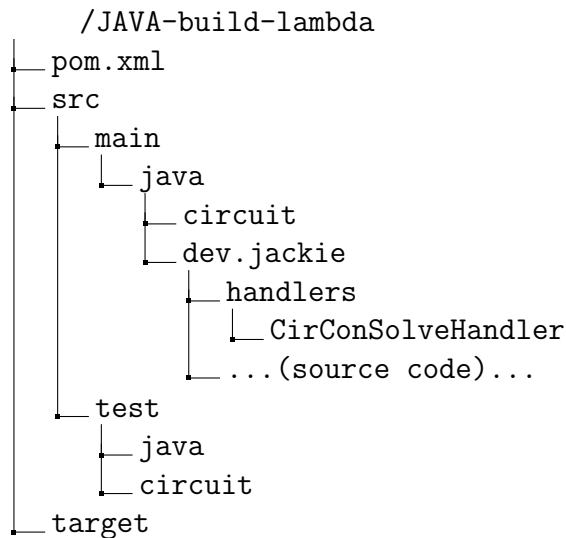 /JAVA-build-lambda
pom.xml
src
main
java
circuit
dev.jackie
handlers
CirConSolveHandler
...(source code)...
test
java
circuit
target